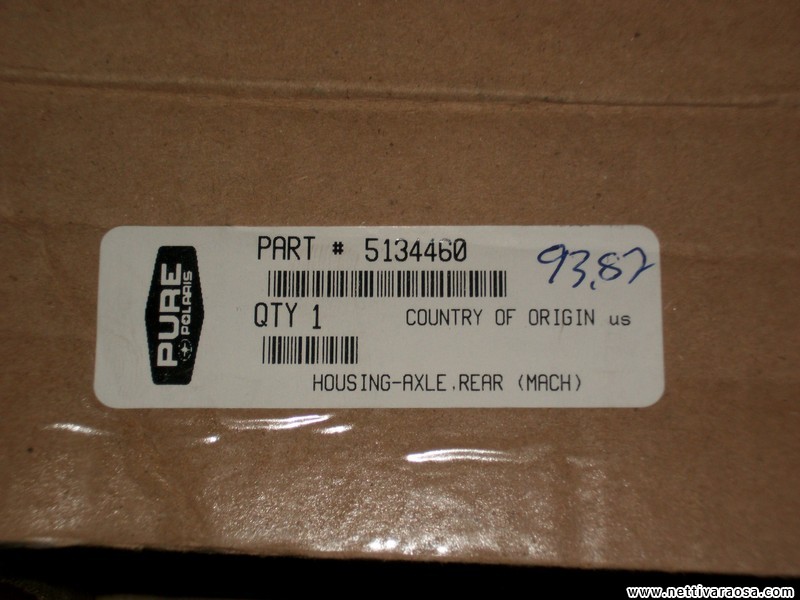 PURE
POLARIS
PART # 5134460
93,87
QTY 1
COUNTRY OF ORIGIN us
HOUSING-AXLE,REAR (MACH)
www.nettivaraosa.com